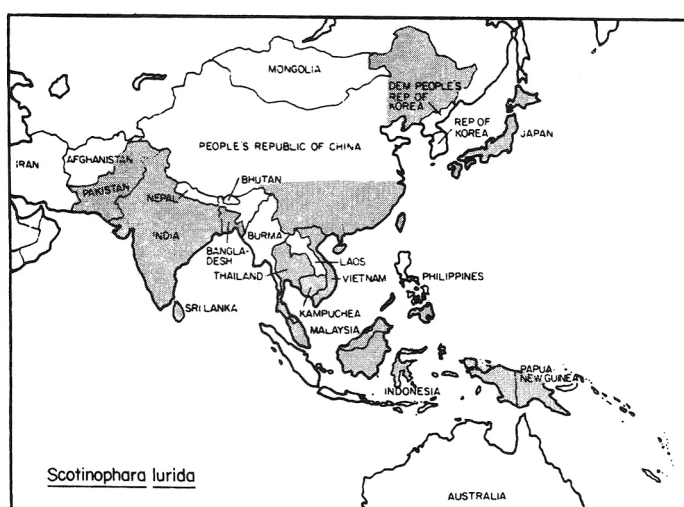 MONGOLIA
DEM PEOPLE'S
REP OF
KOREA
REP OF
KOREA
JAPAN
PEOPLE'S REPUBLIC OF CHINA
IRAN
AFGHANISTAN
PAKISTAN
NEPAL
BHUTAN
INDIA
BURMA
BANGLA-
DESH
LAOS
THAILAND
VIETNAM
PHILIPPINES
SRI LANKA
KAMPUCHEA
MALAYSIA
INDONESIA
PAPUA
NEW GUINEA
Scotinophara lurida
AUSTRALIA